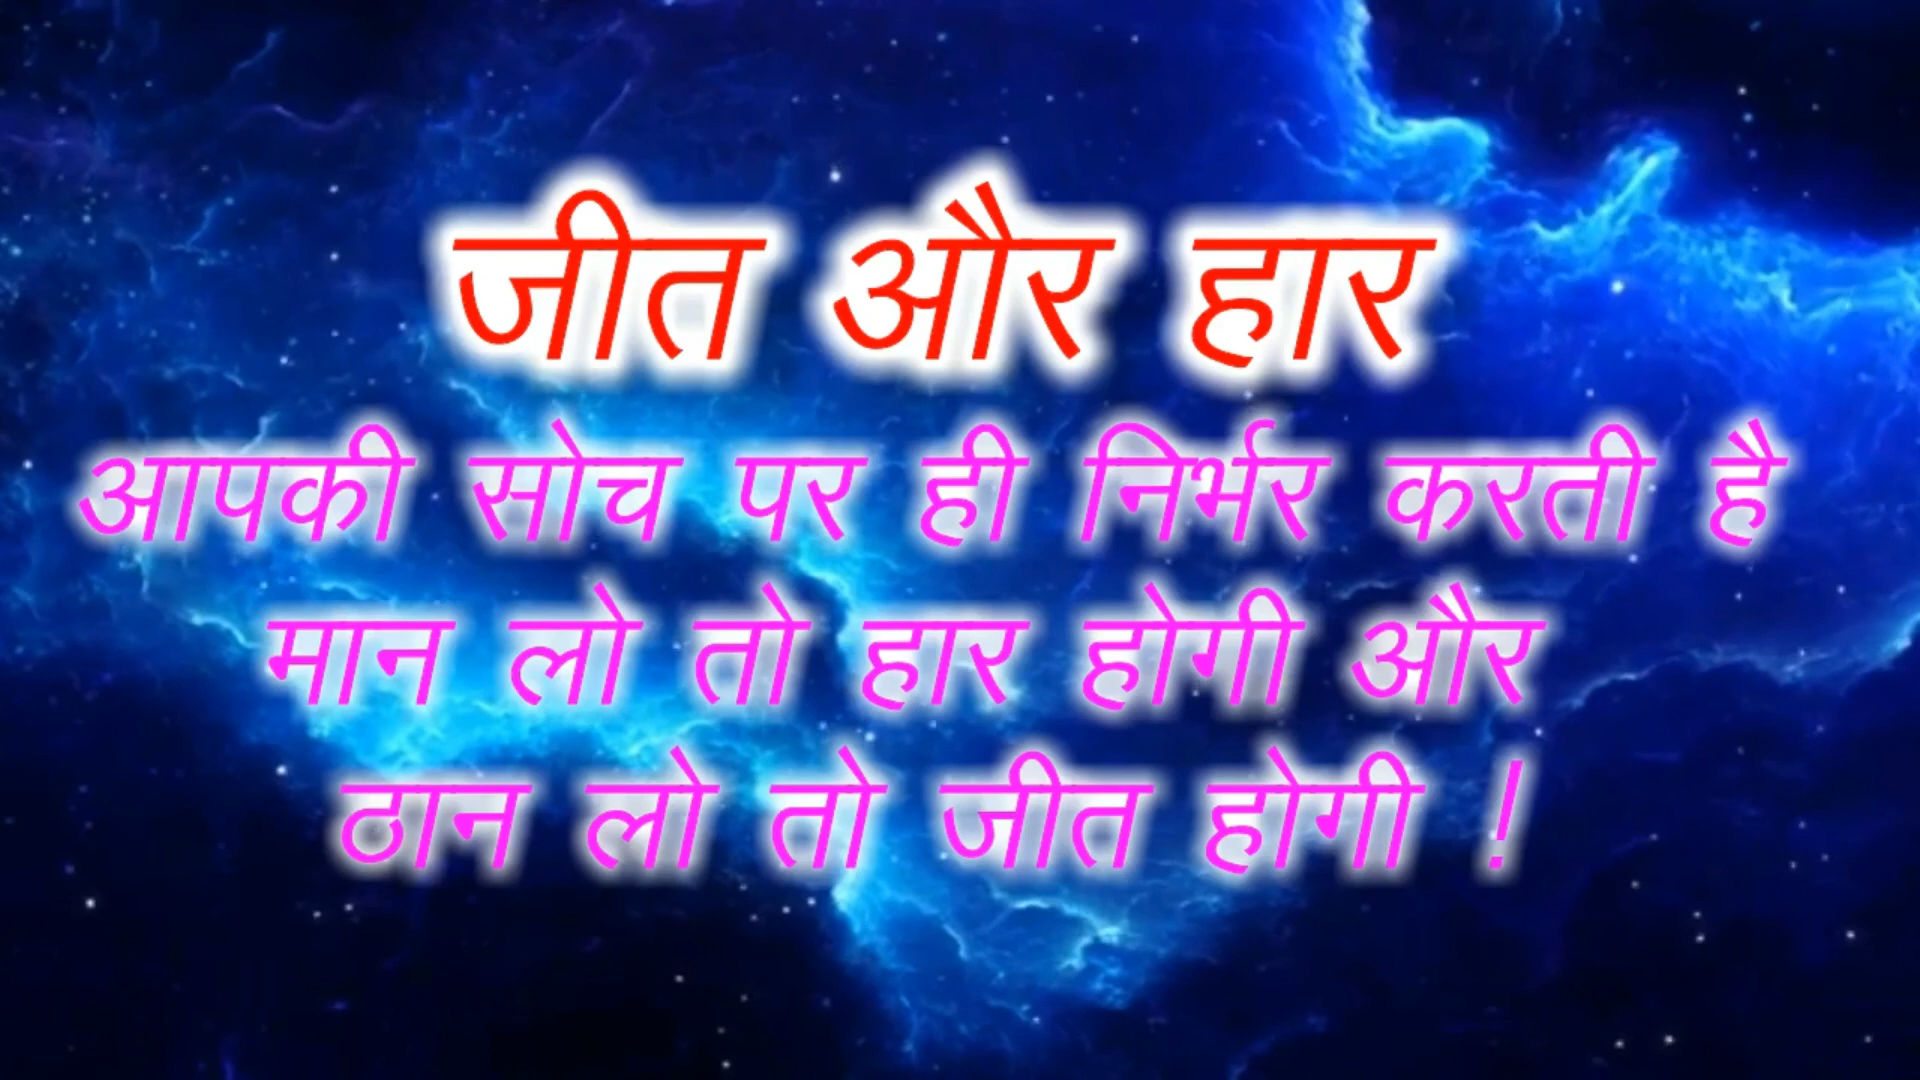 जीत और हार
आपकी सोच पर ही निर्भर करती है
मान लो तो हार होगी और
ठान लो तो जीत होगी !